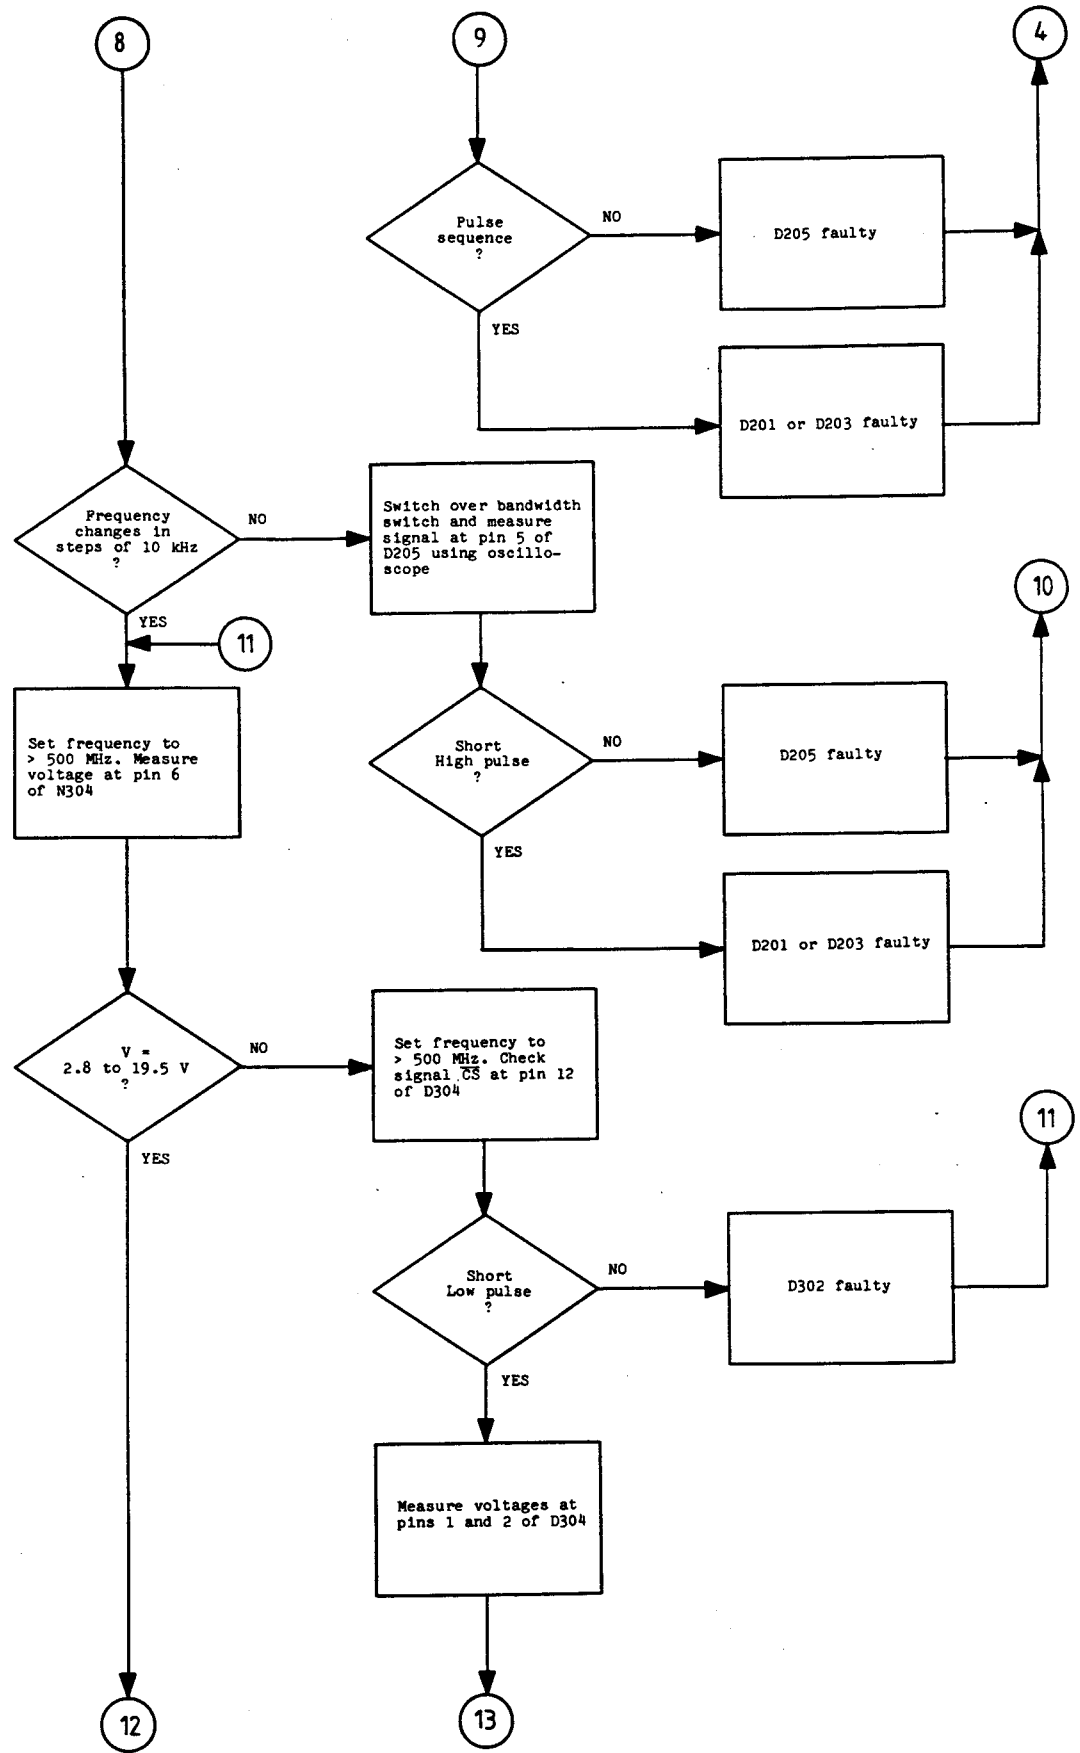 8
9
4
Pulse
sequence
?
NO
D205 faulty
YES
D201 or D203 faulty
Frequency
changes in
steps of 10 kHz
?
NO
Switch over bandwidth
switch and measure
signal at pin 5 of
D205 using oscillo-
scope
YES
11
10
Set frequency to
> 500 MHz. Measure
voltage at pin 6
of N304
Short
High pulse
?
NO
D205 faulty
YES
D201 or D203 faulty
V =
2.8 to 19.5 V
?
NO
Set frequency to
> 500 MHz. Check
signal C̅S̅ at pin 12
of D304
YES
11
Short
Low pulse
?
NO
D302 faulty
YES
Measure voltages at
pins 1 and 2 of D304
12
13